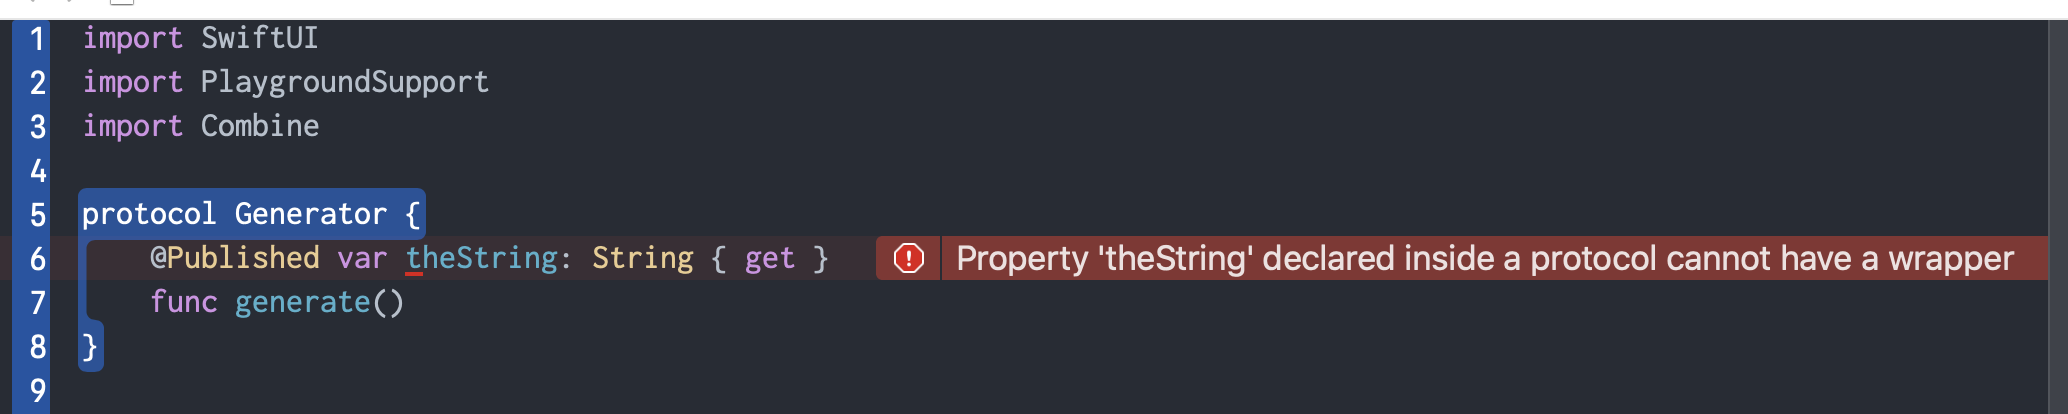 1 import SwiftUI
2 import PlaygroundSupport
3 import Combine
4
5 protocol Generator {
6 @Published var theString: String { get } Property 'theString' declared inside a protocol cannot have a wrapper
7 func generate()
8 }
9